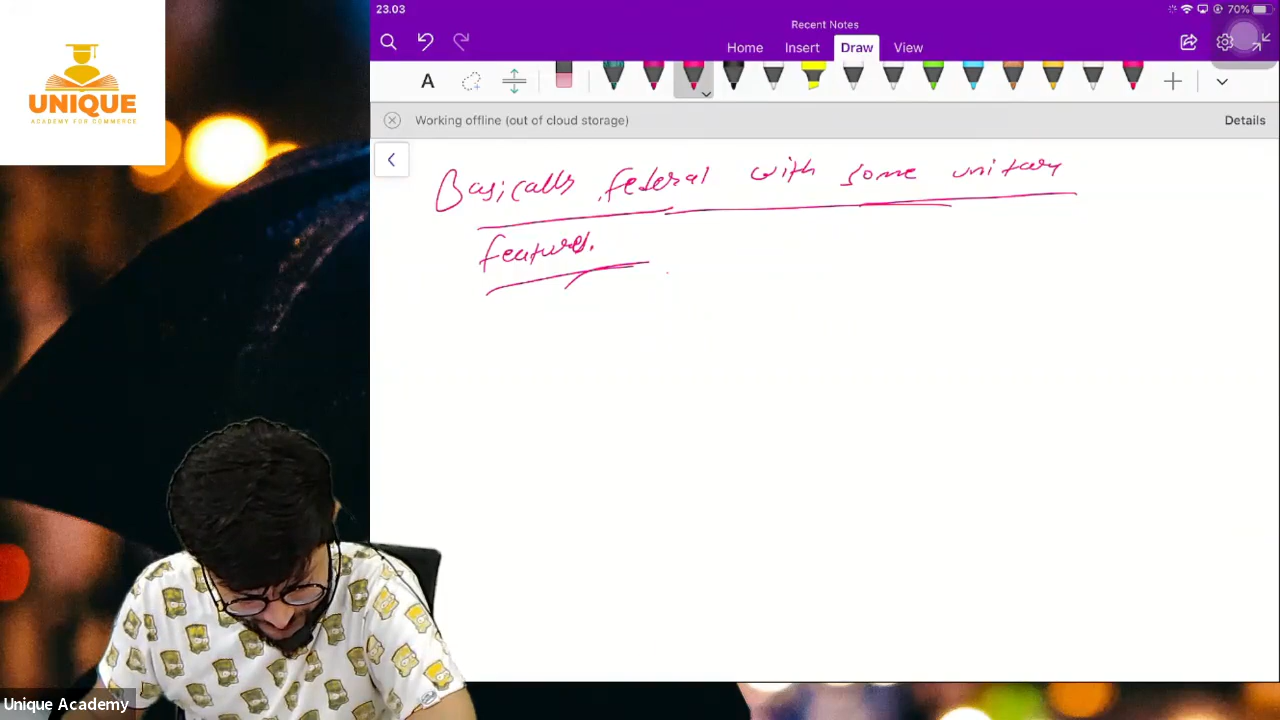 UNIQUE
ACADEMY FOR COMMERCE
23.03
70%
Recent Notes
Home Insert Draw View
A
Working offline (out of cloud storage)
Details
Basically federal with some unitary
features.
Unique Academy